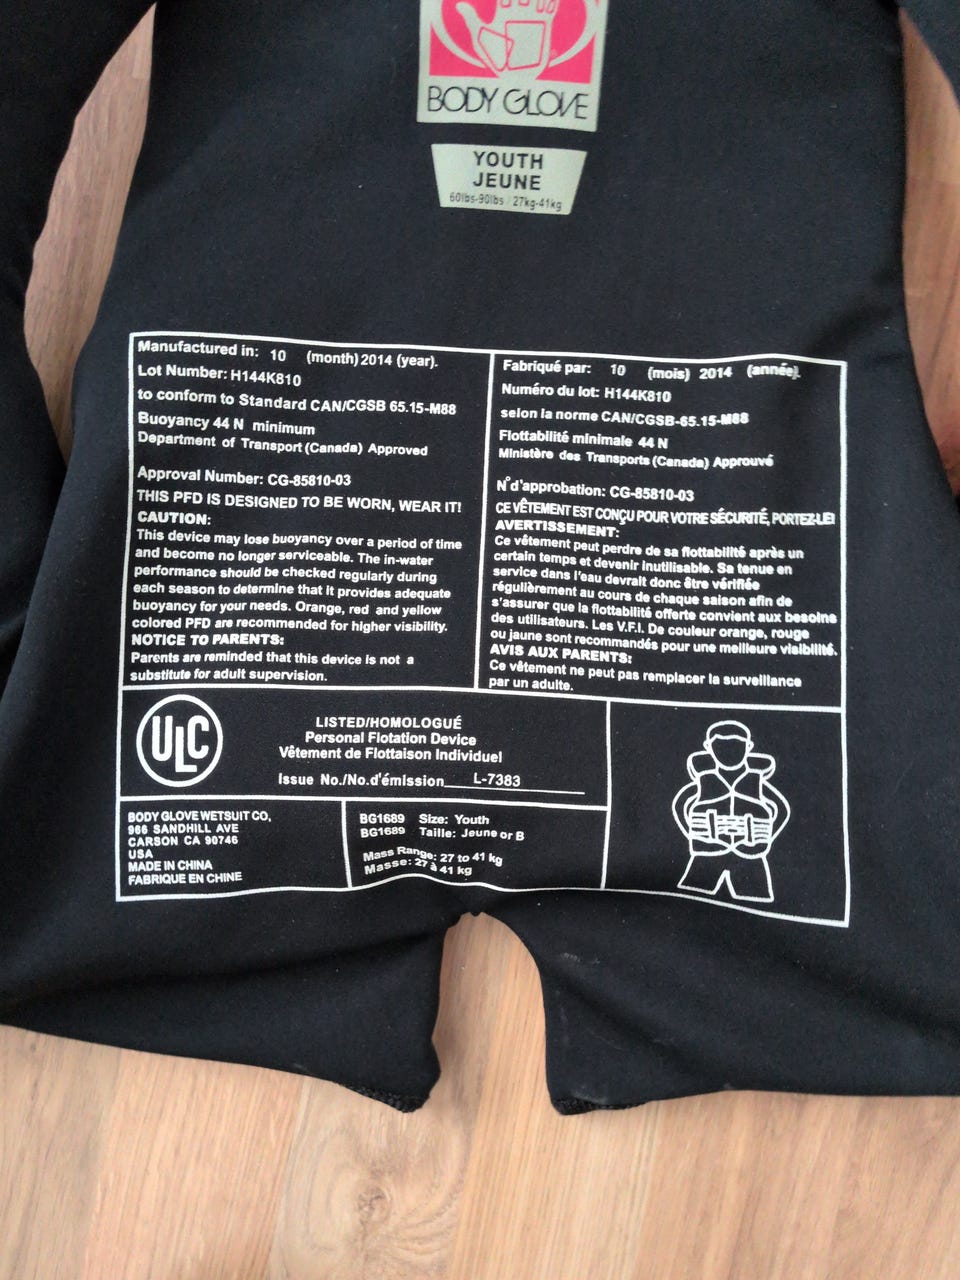 BODY GLOVE
YOUTH
JEUNE
60lbs-90lbs / 27kg-41kg
Manufactured in: 10 (month) 2014 (year).
Lot Number: H144K810
to conform to Standard CAN/CGSB 65.15-M88
Buoyancy 44 N minimum
Department of Transport (Canada) Approved
Approval Number: CG-85810-03
THIS PFD IS DESIGNED TO BE WORN, WEAR IT!
CAUTION:
This device may lose buoyancy over a period of time
and become no longer serviceable. The in-water
performance should be checked regularly during
each season to determine that it provides adequate
buoyancy for your needs. Orange, red and yellow
colored PFD are recommended for higher visibility.
NOTICE TO PARENTS:
Parents are reminded that this device is not a
substitute for adult supervision.
Fabriqué par: 10 (mois) 2014 (année).
Numéro du lot: H144K810
selon la norme CAN/CGSB-65.15-M88
Flottabilité minimale 44 N
Ministère des Transports (Canada) Approuvé
N°d'approbation: CG-85810-03
CE VÊTEMENT EST CONÇU POUR VOTRE SÉCURITÉ, PORTEZ-LE!
AVERTISSEMENT:
Ce vêtement peut perdre de sa flottabilité après un
certain temps et devenir inutilisable. Sa tenue en
service dans l'eau devrait donc être vérifiée
régulièrement au cours de chaque saison afin de
s'assurer que la flottabilité offerte convient aux besoins
des utilisateurs. Les V.F.I. De couleur orange, rouge
ou jaune sont recommandés pour une meilleure visibilité.
AVIS AUX PARENTS:
Ce vêtement ne peut pas remplacer la surveillance
par un adulte.
ULC
LISTED/HOMOLOGUÉ
Personal Flotation Device
Vêtement de Flottaison Individuel
Issue No./No.d'émission L-7383
BODY GLOVE WETSUIT CO,
966 SANDHILL AVE
CARSON CA 90746
USA
MADE IN CHINA
FABRIQUE EN CHINE
BG1689 Size: Youth
BG1689 Taille: Jeune or B
Mass Range: 27 to 41 kg
Masse: 27 à 41 kg